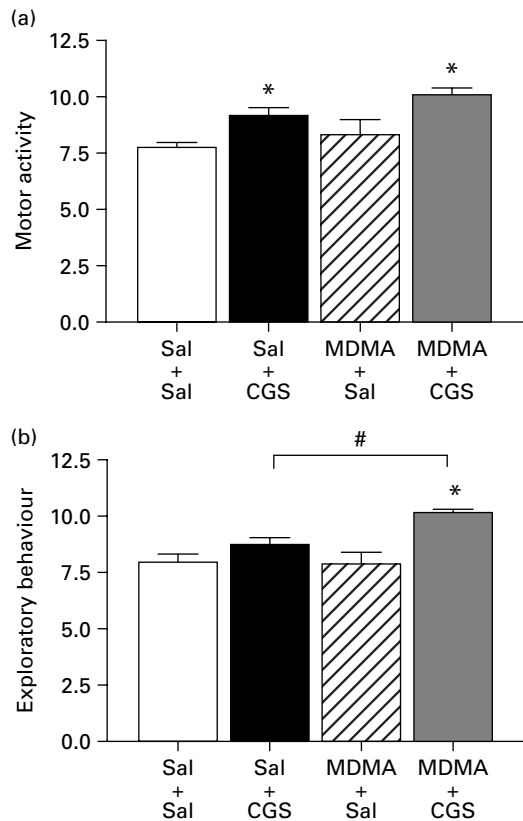 (a)
12.5
10.0
7.5
5.0
2.5
0.0
Motor activity
*
*
Sal + Sal
Sal + CGS
MDMA + Sal
MDMA + CGS
(b)
#
12.5
10.0
7.5
5.0
2.5
0.0
Exploratory behaviour
*
Sal + Sal
Sal + CGS
MDMA + Sal
MDMA + CGS